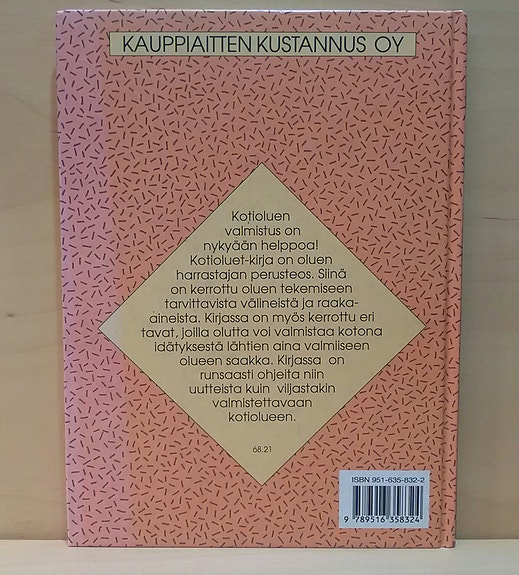 KAUPPIAITTEN KUSTANNUS OY
Kotioluen
valmistus on
nykyään helppoa!
Kotioluet-kirja on oluen
harrastajan perusteos. Siinä
on kerrottu oluen tekemiseen
tarvittavista välineistä ja raaka-
aineista. Kirjassa on myös kerrottu eri
tavat, joilla olutta voi valmistaa kotona
idätyksestä lähtien aina valmiiseen
olueen saakka. Kirjassa on
runsaasti ohjeita niin
uutteista kuin viljastakin
valmistettavaan
kotiolueen.
68.21
ISBN 951-635-832-2
9 789516 358324